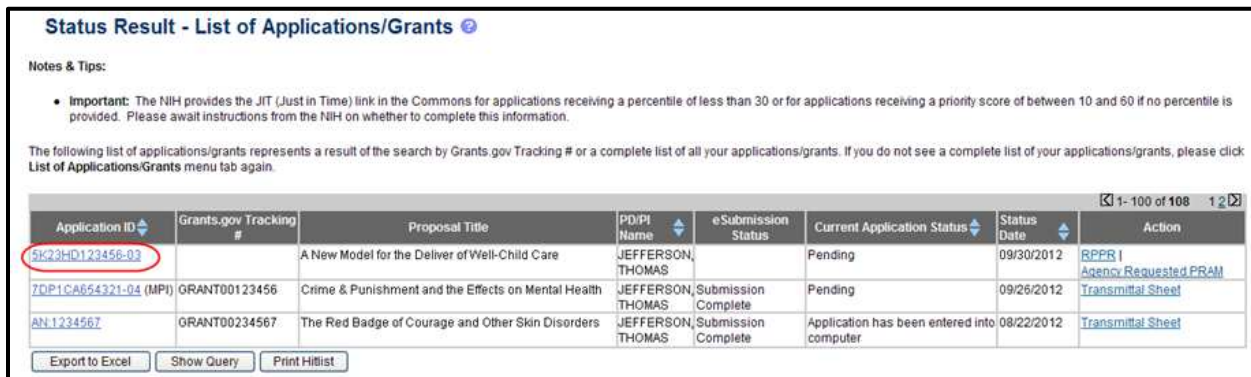 Status Result - List of Applications/Grants ?
Notes & Tips:
• Important: The NIH provides the JIT (Just in Time) link in the Commons for applications receiving a percentile of less than 30 or for applications receiving a priority score of between 10 and 60 if no percentile is
provided. Please await instructions from the NIH on whether to complete this information.
The following list of applications/grants represents a result of the search by Grants.gov Tracking # or a complete list of all your applications/grants. If you do not see a complete list of your applications/grants, please click
List of Applications/Grants menu tab again.
1- 100 of 108 1 2
Application ID Grants.gov Tracking # Proposal Title PD/PI Name eSubmission Status Current Application Status Status Date Action
5K23HD123456-03 A New Model for the Deliver of Well-Child Care JEFFERSON, THOMAS Pending 09/30/2012 RPPR | Agency Requested PRAM
7DP1CA654321-04 (MPI) GRANT00123456 Crime & Punishment and the Effects on Mental Health JEFFERSON, THOMAS Submission Complete Pending 09/26/2012 Transmittal Sheet
AN:1234567 GRANT00234567 The Red Badge of Courage and Other Skin Disorders JEFFERSON, THOMAS Submission Complete Application has been entered into computer 08/22/2012 Transmittal Sheet
Export to Excel Show Query Print Hitlist